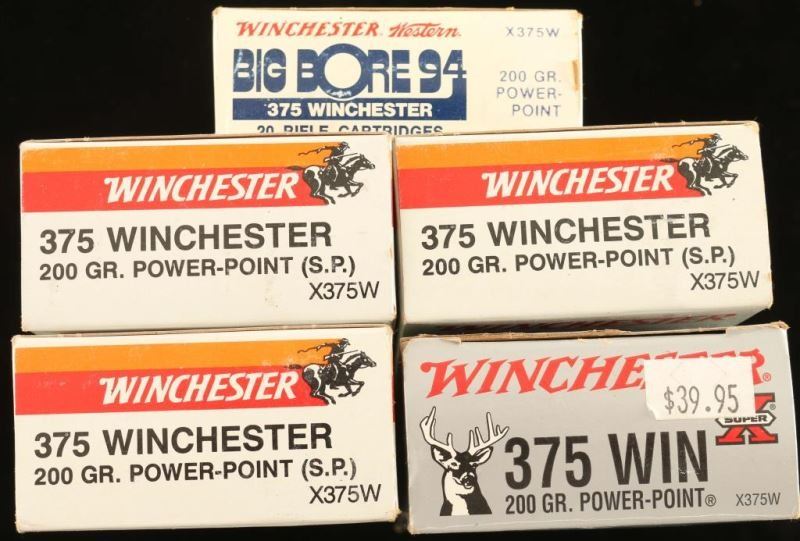 WINCHESTER Western
X375W
BIG BORE 94
200 GR.
POWER-
POINT
375 WINCHESTER
20 RIFLE CARTRIDGES
WINCHESTER
375 WINCHESTER
200 GR. POWER-POINT (S.P.)
X375W
WINCHESTER
375 WINCHESTER
200 GR. POWER-POINT (S.P.)
X375W
WINCHESTER
WINCHESTER
375 WINCHESTER
200 GR. POWER-POINT (S.P.)
X375W
WINCHESTER®
$39.95
SUPER X®
375 WIN
200 GR. POWER-POINT® X375W